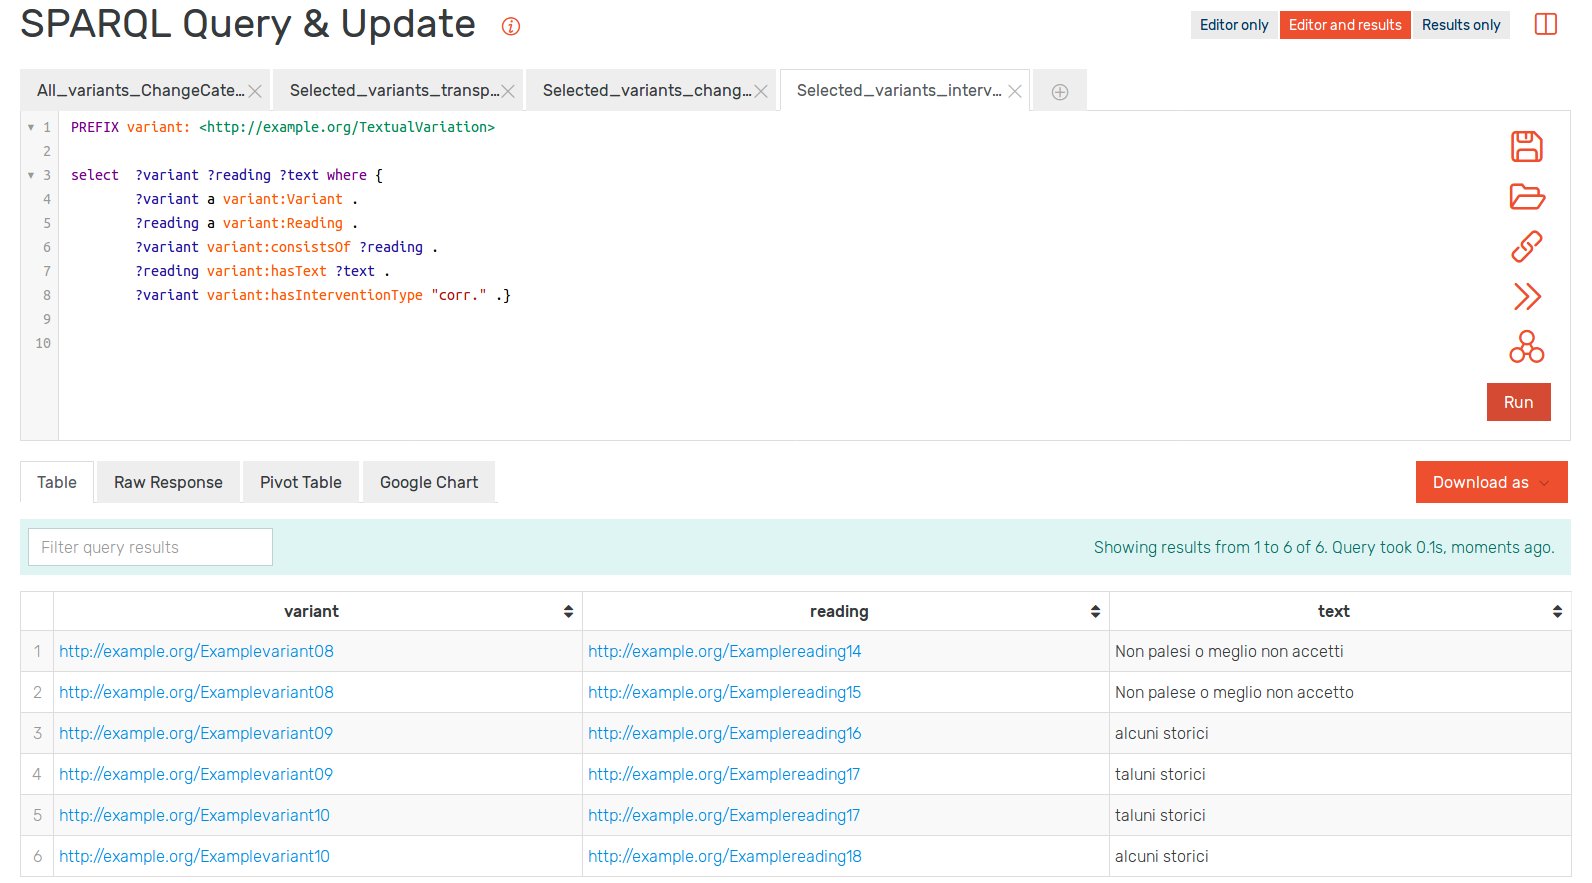 SPARQL Query & Update
Editor only Editor and results Results only
All_variants_ChangeCate... Selected_variants_transp... Selected_variants_chang... Selected_variants_interv...
1 PREFIX variant: <http://example.org/TextualVariation>
2
3 select ?variant ?reading ?text where {
4 ?variant a variant:Variant .
5 ?reading a variant:Reading .
6 ?variant variant:consistsOf ?reading .
7 ?reading variant:hasText ?text .
8 ?variant variant:hasInterventionType "corr." .}
9
10
Run
Table Raw Response Pivot Table Google Chart
Download as
Filter query results
Showing results from 1 to 6 of 6. Query took 0.1s, moments ago.
variant reading text
1 http://example.org/Examplevariant08 http://example.org/Examplereading14 Non palesi o meglio non accetti
2 http://example.org/Examplevariant08 http://example.org/Examplereading15 Non palese o meglio non accetto
3 http://example.org/Examplevariant09 http://example.org/Examplereading16 alcuni storici
4 http://example.org/Examplevariant09 http://example.org/Examplereading17 taluni storici
5 http://example.org/Examplevariant10 http://example.org/Examplereading17 taluni storici
6 http://example.org/Examplevariant10 http://example.org/Examplereading18 alcuni storici